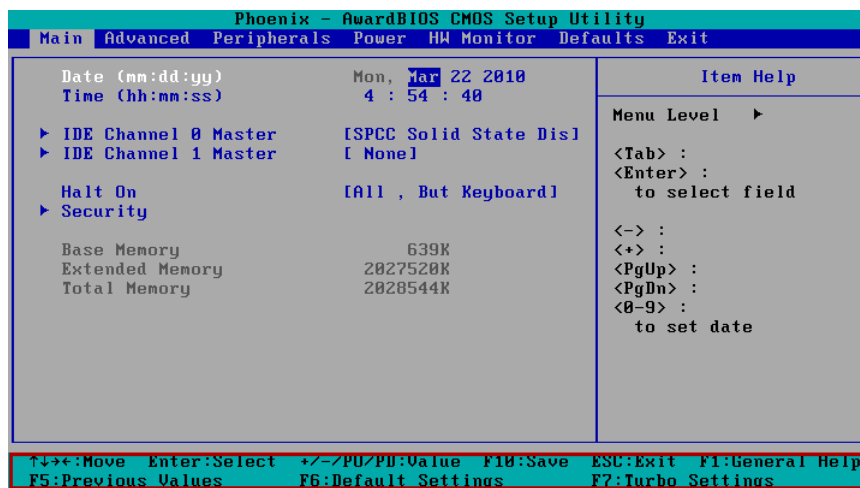 Phoenix - AwardBIOS CMOS Setup Utility
Main Advanced Peripherals Power HW Monitor Defaults Exit
Date (mm:dd:yy) Mon, Mar 22 2010
Time (hh:mm:ss) 4 : 54 : 40
▶ IDE Channel 0 Master [SPCC Solid State Dis]
▶ IDE Channel 1 Master [ None]
Halt On [All , But Keyboard]
▶ Security
Base Memory 639K
Extended Memory 2027520K
Total Memory 2028544K
Item Help
Menu Level ▶
<Tab> :
<Enter> :
to select field
<-> :
<+> :
<PgUp> :
<PgDn> :
<0-9> :
to set date
↑↓→←:Move Enter:Select +/-/PU/PD:Value F10:Save ESC:Exit F1:General Help
F5:Previous Values F6:Default Settings F7:Turbo Settings